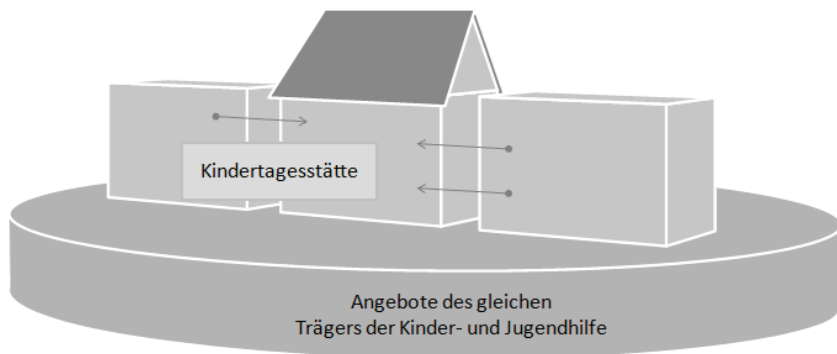 Kindertagesstätte
Angebote des gleichen
Trägers der Kinder- und Jugendhilfe